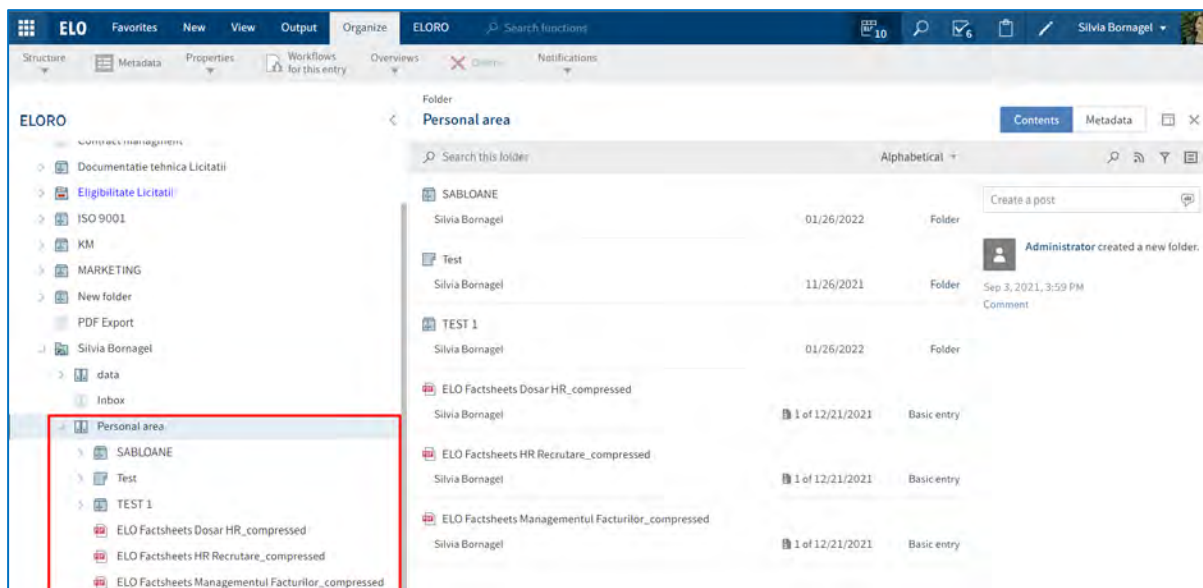 ELO Favorites New View Output Organize ELORO Search functions 10 6 Silvia Bornagel
Structure Metadata Properties Workflows for this entry Overviews Delete Notifications
ELORO
Contract managment
Documentatie tehnica Licitatii
Eligibilitate Licitatii
ISO 9001
KM
MARKETING
New folder
PDF Export
Silvia Bornagel
data
Inbox
Personal area
SABLOANE
Test
TEST 1
ELO Factsheets Dosar HR_compressed
ELO Factsheets HR Recrutare_compressed
ELO Factsheets Managementul Facturilor_compressed
Folder
Personal area
Contents Metadata
Search this folder Alphabetical
SABLOANE
Silvia Bornagel 01/26/2022 Folder
Test
Silvia Bornagel 11/26/2021 Folder
TEST 1
Silvia Bornagel 01/26/2022 Folder
ELO Factsheets Dosar HR_compressed
Silvia Bornagel 1 of 12/21/2021 Basic entry
ELO Factsheets HR Recrutare_compressed
Silvia Bornagel 1 of 12/21/2021 Basic entry
ELO Factsheets Managementul Facturilor_compressed
Silvia Bornagel 1 of 12/21/2021 Basic entry
Create a post
Administrator created a new folder.
Sep 3, 2021, 3:59 PM
Comment